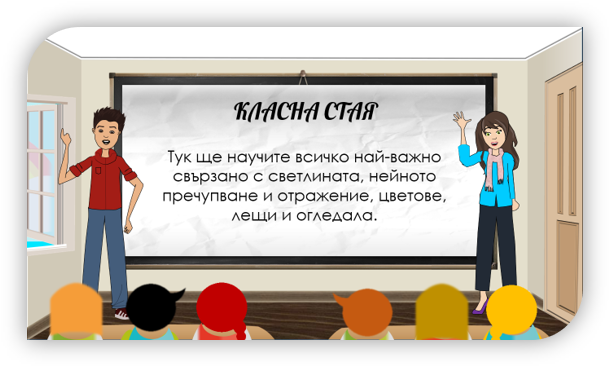 КЛАСНА СТАЯ
Тук ще научите всичко най-важно
свързано с светлината, нейното
пречупване и отражение, цветове,
лещи и огледала.